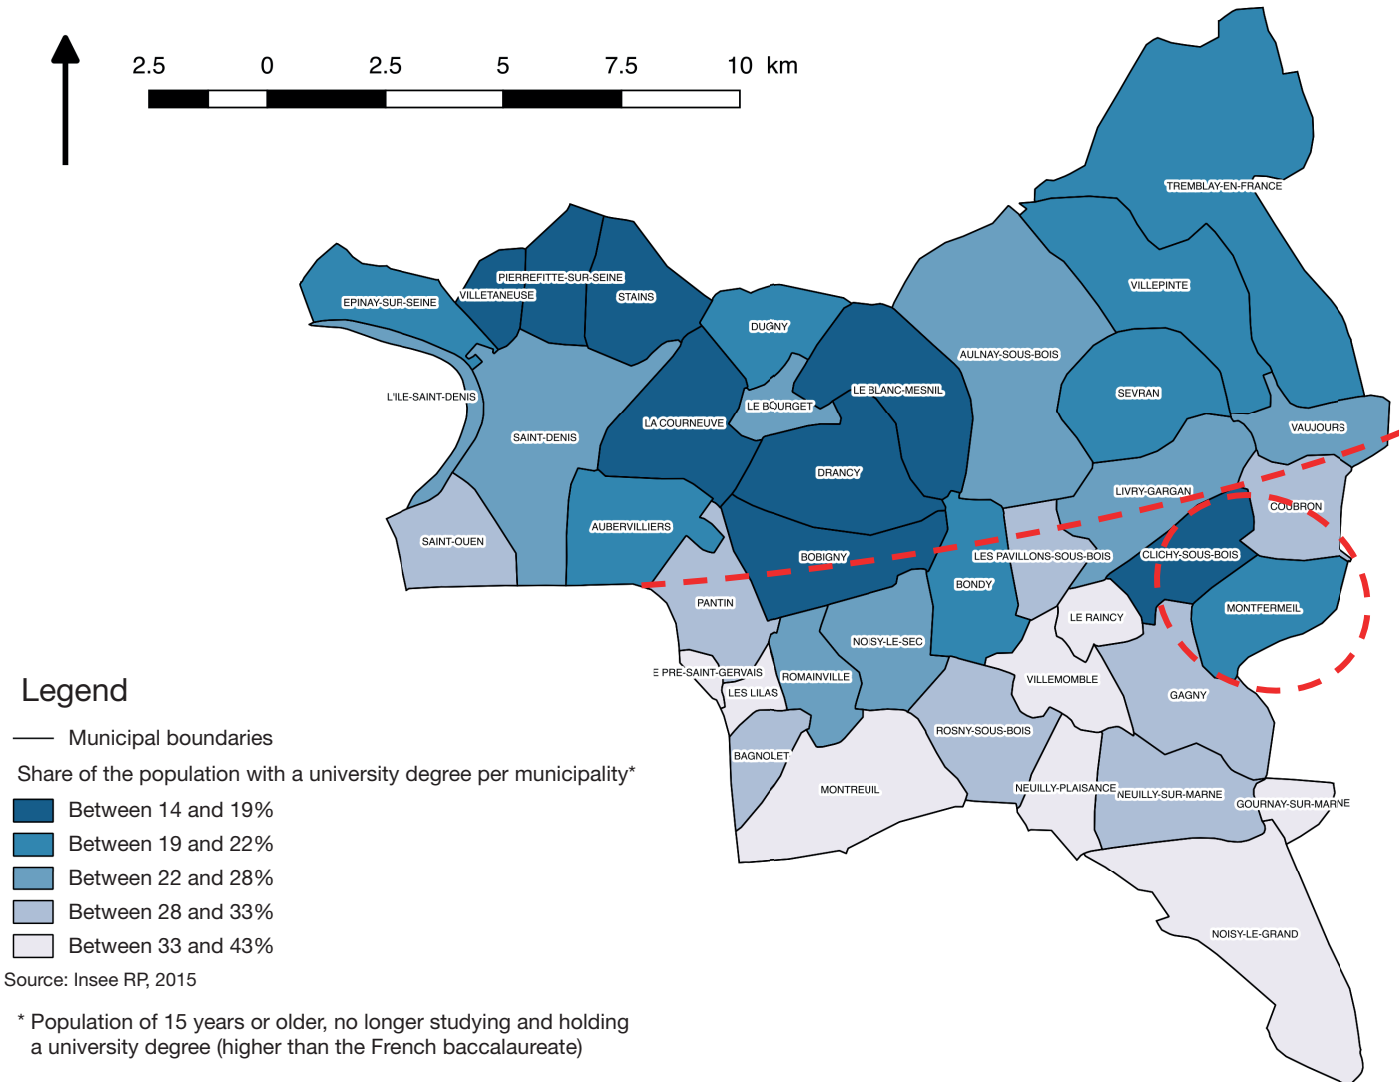 2.5 0 2.5 5 7.5 10 km
TREMBLAY-EN-FRANCE
PIERREFITTE-SUR-SEINE
VILLEPINTE
VILLETANEUSE
STAINS
EPINAY-SUR-SEINE
DUGNY
AULNAY-SOUS-BOIS
LE BLANC-MESNIL
SEVRAN
L'ILE-SAINT-DENIS
LE BOURGET
LA COURNEUVE
VAUJOURS
SAINT-DENIS
DRANCY
LIVRY-GARGAN
COUBRON
AUBERVILLIERS
SAINT-OUEN
CLICHY-SOUS-BOIS
LES PAVILLONS-SOUS-BOIS
BOBIGNY
BONDY
PANTIN
MONTFERMEIL
LE RAINCY
NOISY-LE-SEC
E PRE-SAINT-GERVAIS
ROMAINVILLE
VILLEMOMBLE
LES LILAS
GAGNY
ROSNY-SOUS-BOIS
BAGNOLET
MONTREUIL
NEUILLY-PLAISANCE
NEUILLY-SUR-MARNE
GOURNAY-SUR-MARNE
NOISY-LE-GRAND
Legend
Municipal boundaries
Share of the population with a university degree per municipality*
Between 14 and 19%
Between 19 and 22%
Between 22 and 28%
Between 28 and 33%
Between 33 and 43%
Source: Insee RP, 2015
* Population of 15 years or older, no longer studying and holding
a university degree (higher than the French baccalaureate)